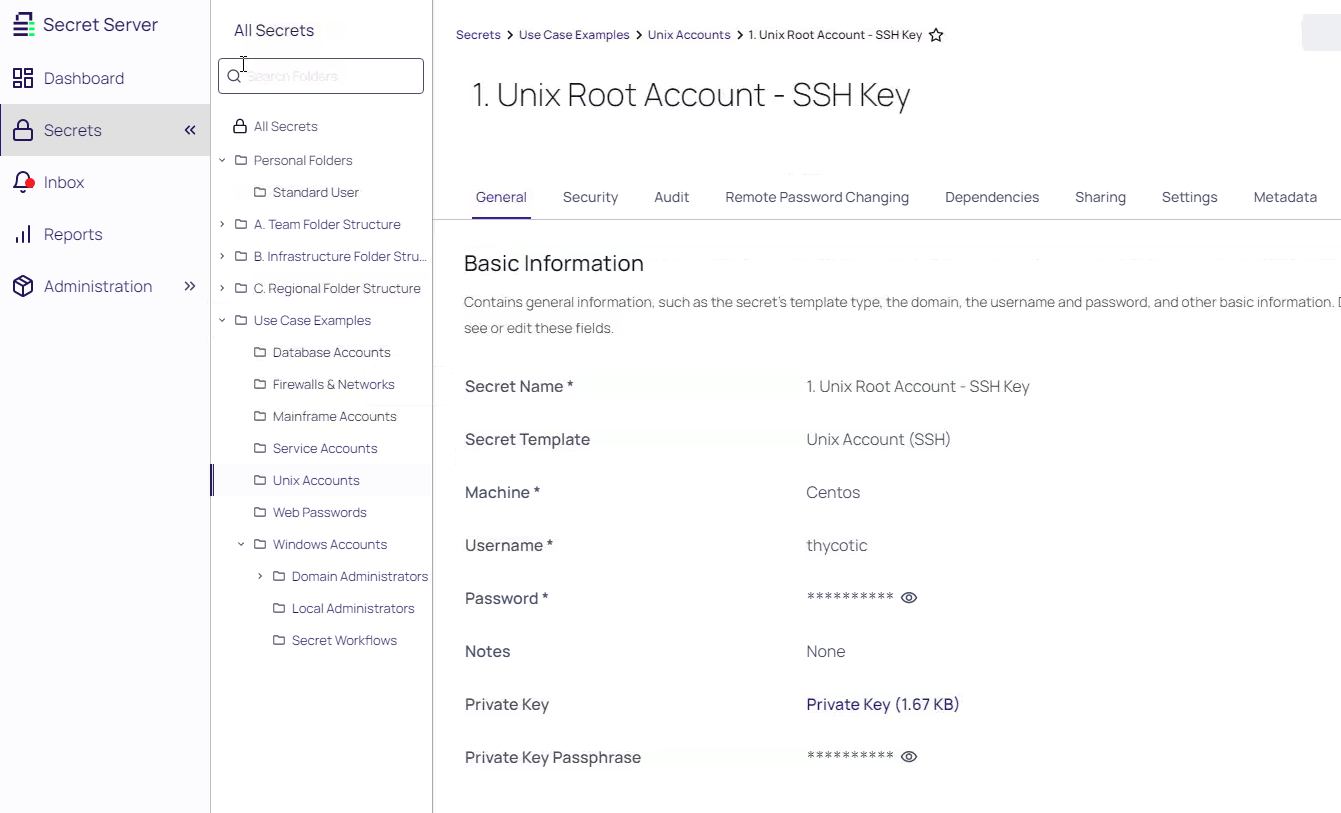 Secret Server
Dashboard
Secrets
Inbox
Reports
Administration
All Secrets
Search Folders
All Secrets
Personal Folders
Standard User
A. Team Folder Structure
B. Infrastructure Folder Stru...
C. Regional Folder Structure
Use Case Examples
Database Accounts
Firewalls & Networks
Mainframe Accounts
Service Accounts
Unix Accounts
Web Passwords
Windows Accounts
Domain Administrators
Local Administrators
Secret Workflows
Secrets > Use Case Examples > Unix Accounts > 1. Unix Root Account - SSH Key
1. Unix Root Account - SSH Key
General Security Audit Remote Password Changing Dependencies Sharing Settings Metadata
Basic Information
Contains general information, such as the secret's template type, the domain, the username and password, and other basic information.
see or edit these fields.
Secret Name * 1. Unix Root Account - SSH Key
Secret Template Unix Account (SSH)
Machine * Centos
Username * thycotic
Password * **********
Notes None
Private Key Private Key (1.67 KB)
Private Key Passphrase **********